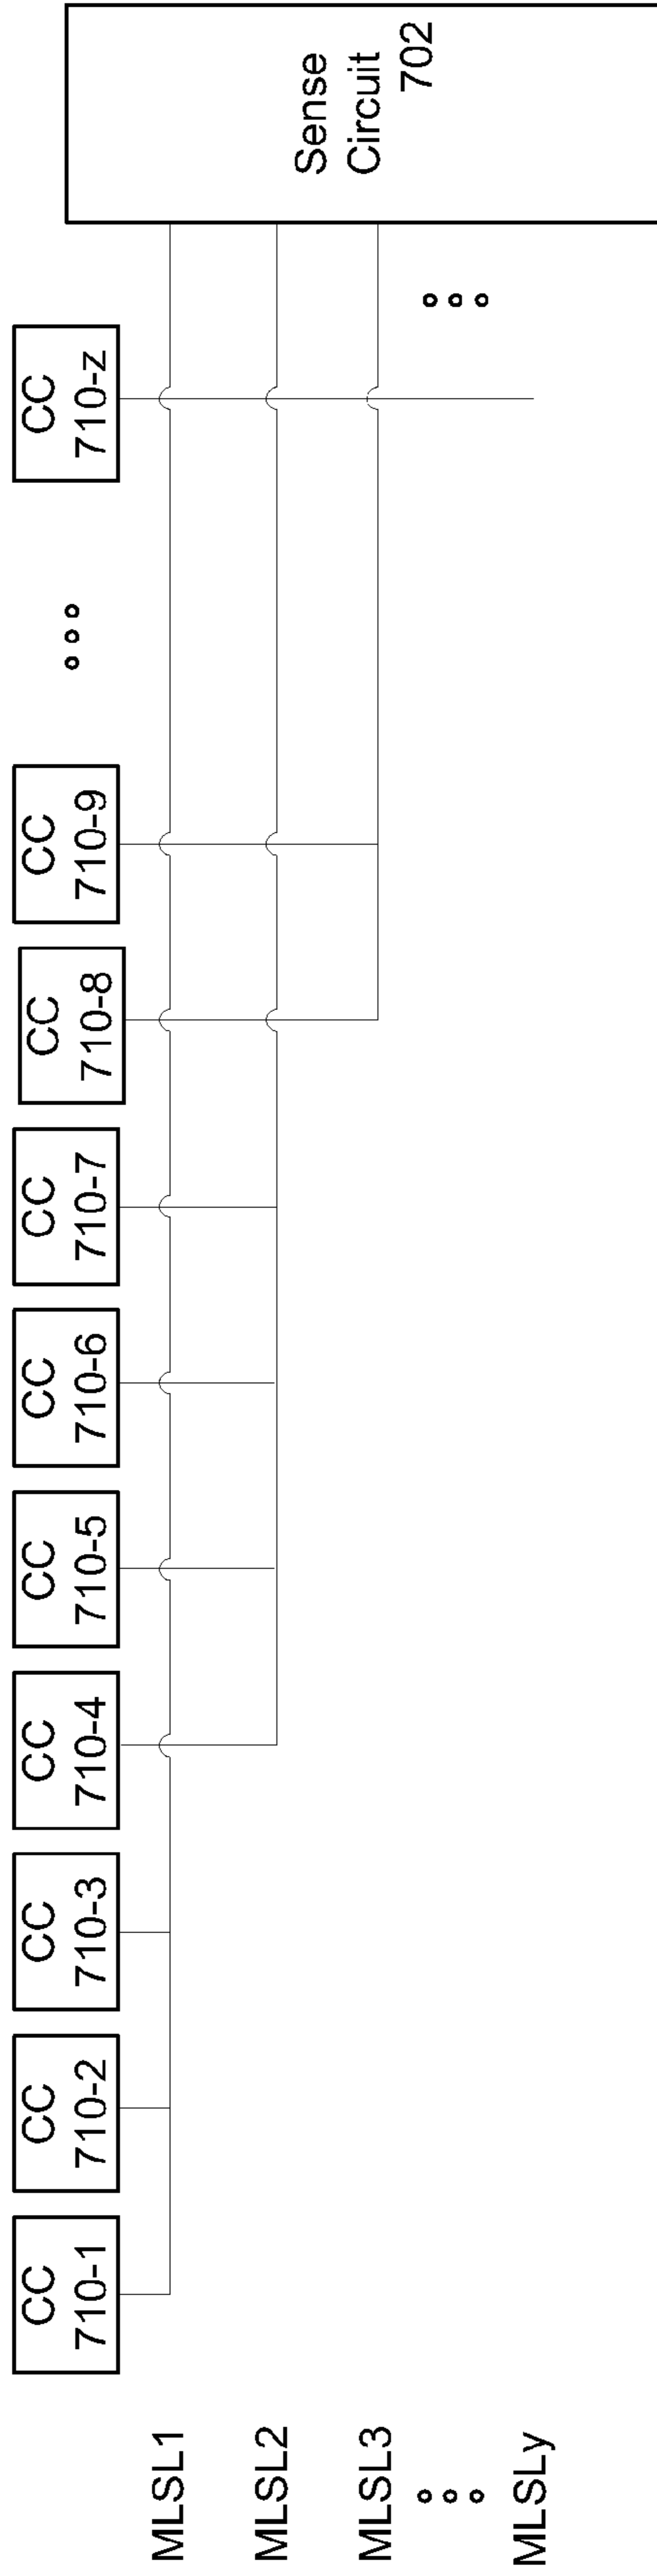 CC
710-1
CC
710-2
CC
710-3
CC
710-4
CC
710-5
CC
710-6
CC
710-7
CC
710-8
CC
710-9
CC
710-z
MLSL1
MLSL2
MLSL3
MLSLy
Sense
Circuit
702